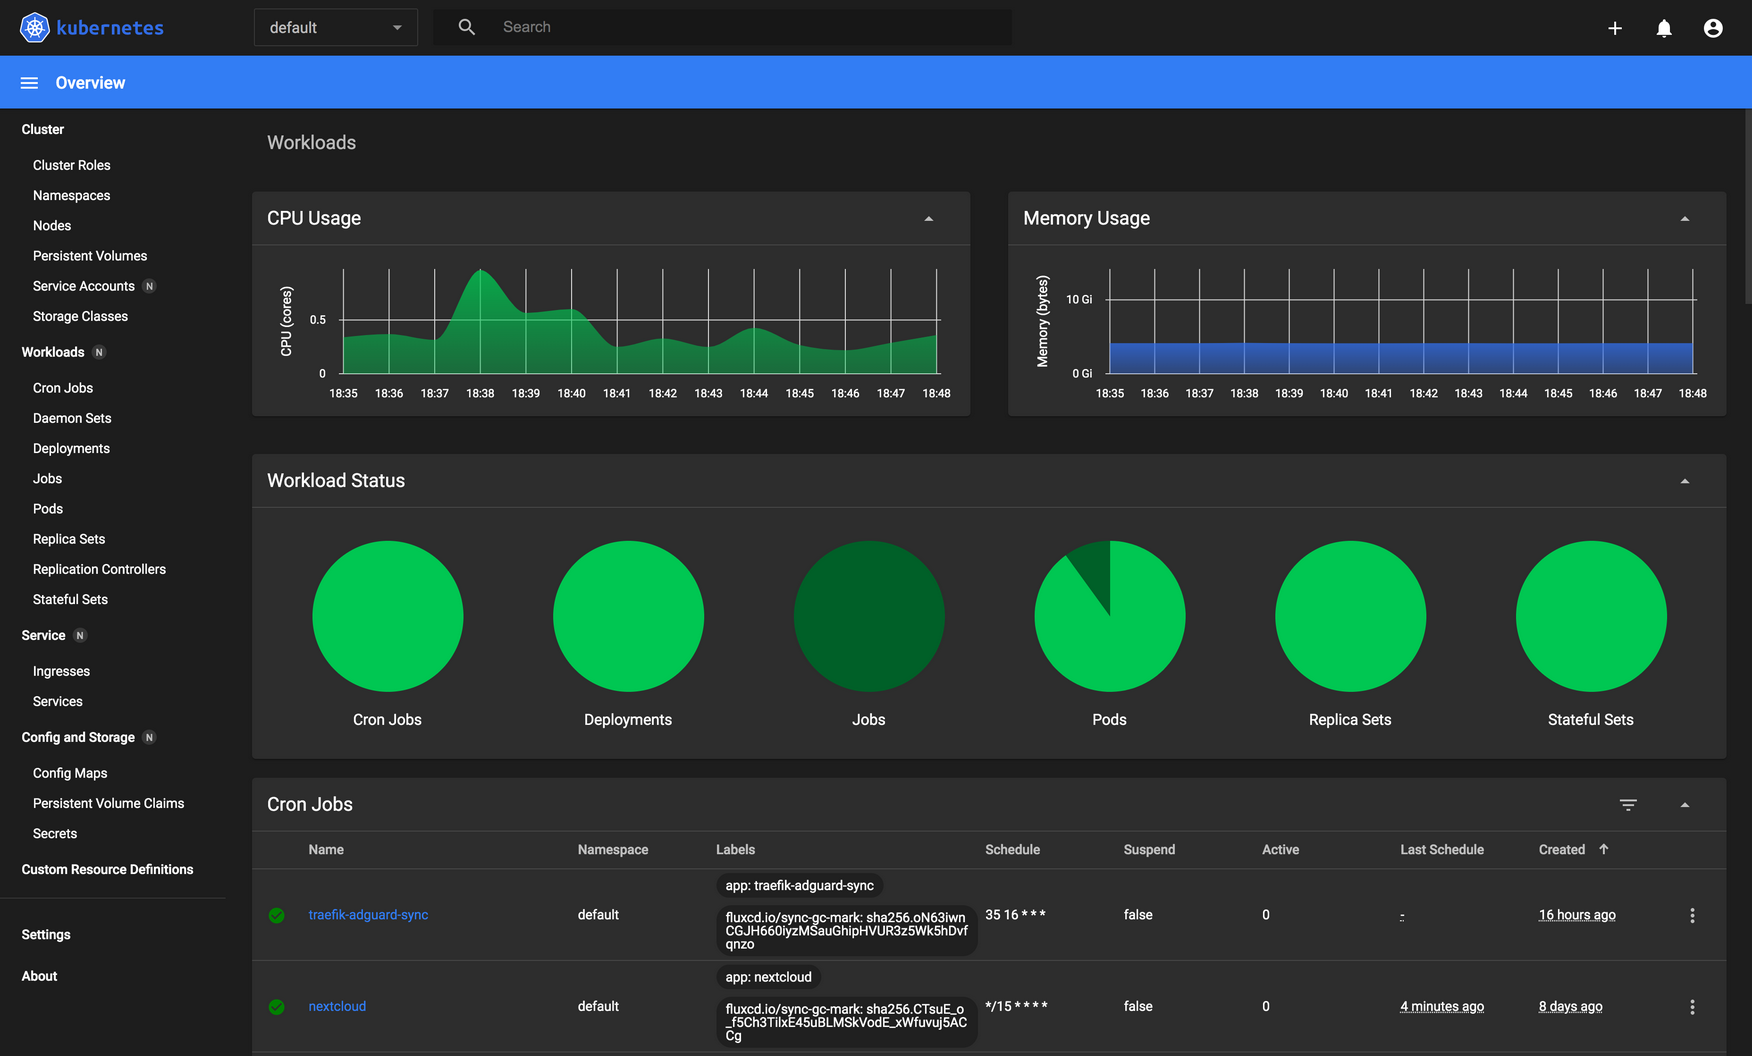 kubernetes
default
Search
Overview
Cluster
Cluster Roles
Namespaces
Nodes
Persistent Volumes
Service Accounts N
Storage Classes
Workloads N
Cron Jobs
Daemon Sets
Deployments
Jobs
Pods
Replica Sets
Replication Controllers
Stateful Sets
Service N
Ingresses
Services
Config and Storage N
Config Maps
Persistent Volume Claims
Secrets
Custom Resource Definitions
Settings
About
Workloads
CPU Usage
CPU (cores)
0.5
0
18:35 18:36 18:37 18:38 18:39 18:40 18:41 18:42 18:43 18:44 18:45 18:46 18:47 18:48
Memory Usage
Memory (bytes)
10 Gi
0 Gi
18:35 18:36 18:37 18:38 18:39 18:40 18:41 18:42 18:43 18:44 18:45 18:46 18:47 18:48
Workload Status
Cron Jobs Deployments Jobs Pods Replica Sets Stateful Sets
Cron Jobs
Name Namespace Labels Schedule Suspend Active Last Schedule Created
app: traefik-adguard-sync
traefik-adguard-sync default fluxcd.io/sync-gc-mark: sha256.oN63iwn 35 16 * * * false 0 - 16 hours ago
CGJH660iyzMSauGhipHVUR3z5Wk5hDvf
qnzo
app: nextcloud
nextcloud default fluxcd.io/sync-gc-mark: sha256.CTsuE_o */15 * * * * false 0 4 minutes ago 8 days ago
_f5Ch3TilxE45uBLMSkVodE_xWfuvuj5AC
Cg